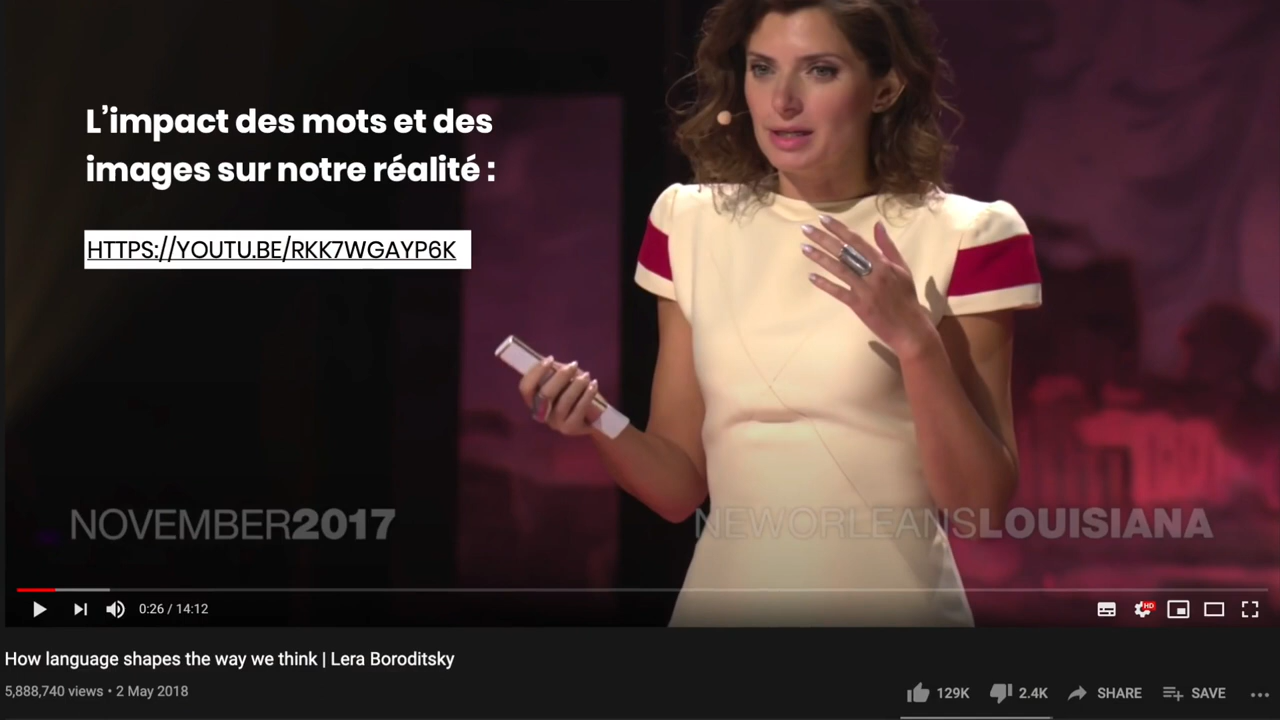 L’impact des mots et des
images sur notre réalité :
HTTPS://YOUTU.BE/RKK7WGAYP6K
NOVEMBER2017
NEWORLEANSLOUISIANA
0:26 / 14:12
HD
How language shapes the way we think | Lera Boroditsky
5,888,740 views • 2 May 2018
129K 2.4K SHARE SAVE